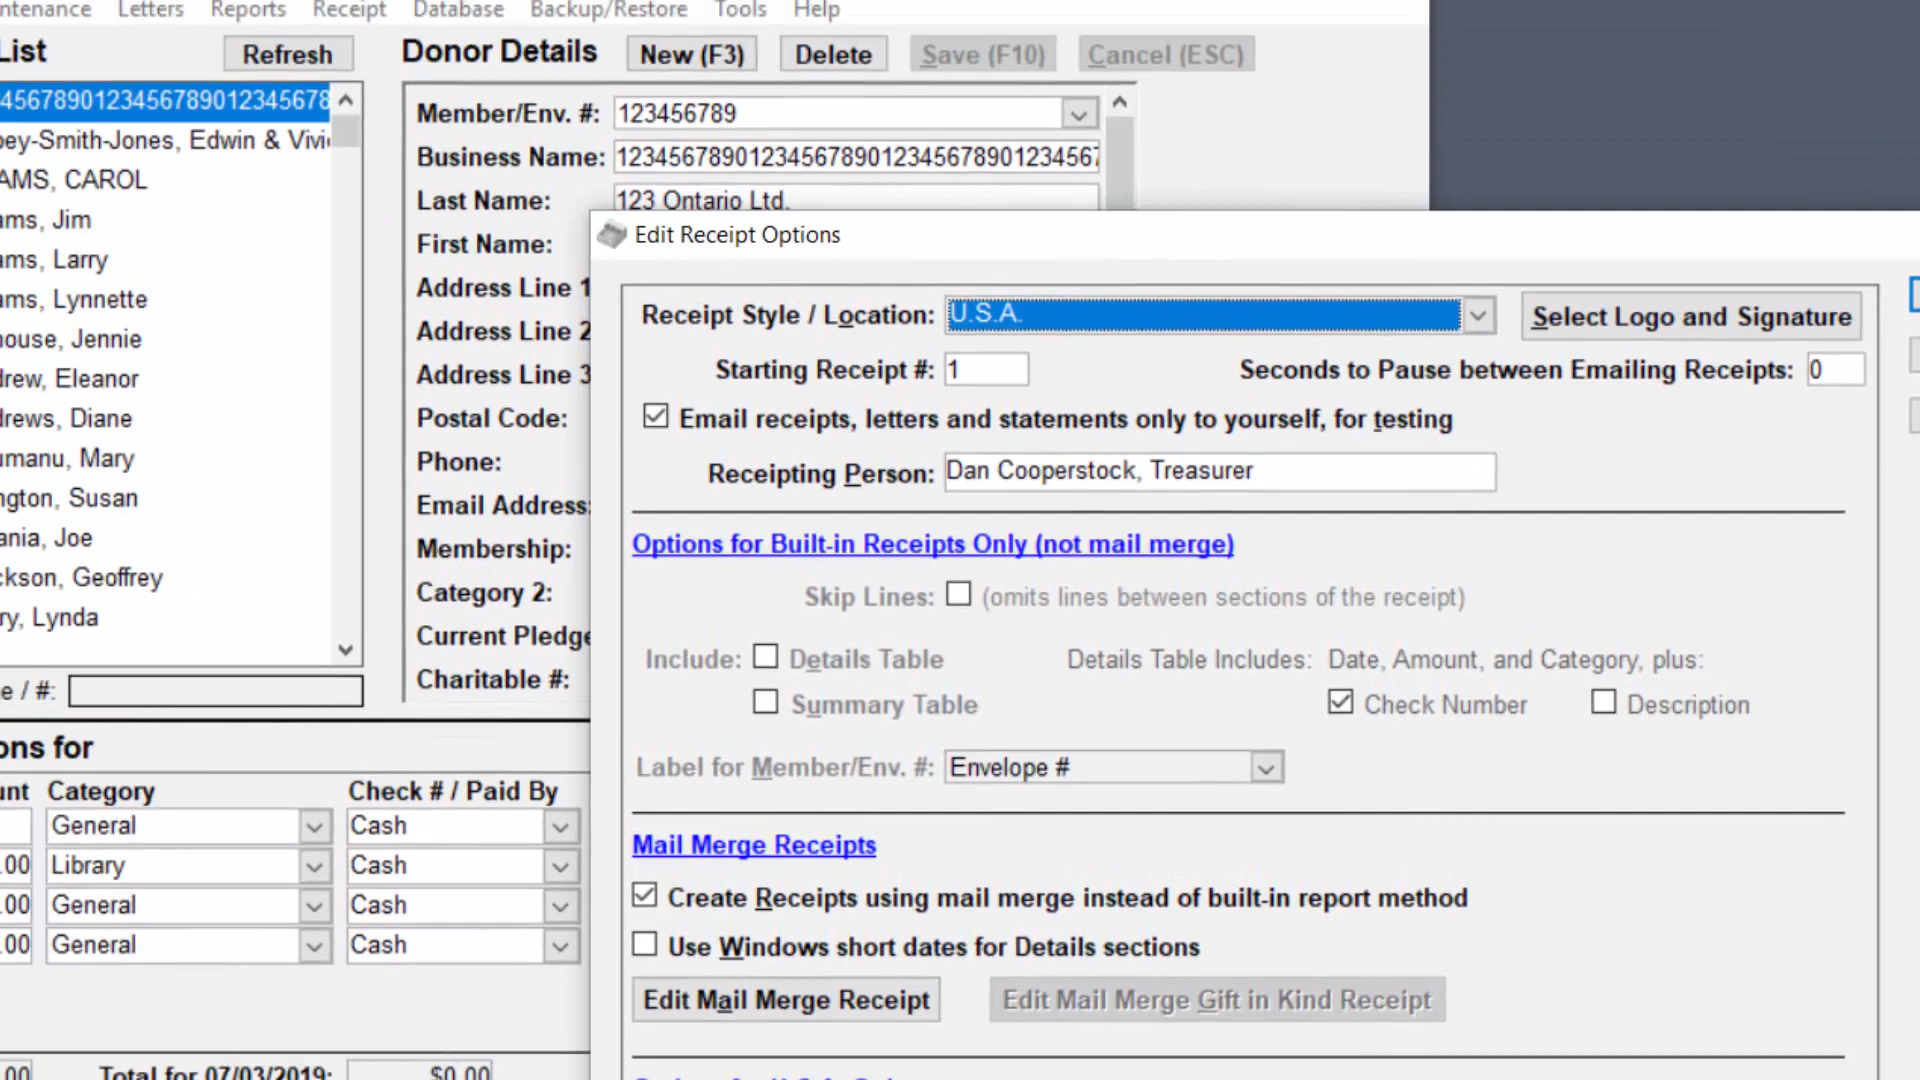 ntenance Letters Reports Receipt Database Backup/Restore Tools Help
List Refresh Donor Details New (F3) Delete Save (F10) Cancel (ESC)
4567890123456789012345678
bey-Smith-Jones, Edwin & Vivi
AMS, CAROL
ams, Jim
ams, Larry
ams, Lynnette
house, Jennie
drew, Eleanor
drews, Diane
umanu, Mary
ngton, Susan
ania, Joe
ckson, Geoffrey
ry, Lynda
e / #:
Member/Env. #: 123456789
Business Name: 1234567890123456789012345678901234567
Last Name: 123 Ontario Ltd.
First Name:
Address Line 1
Address Line 2
Address Line 3
Postal Code:
Phone:
Email Address:
Membership:
Category 2:
Current Pledge
Charitable #:
ons for
unt Category Check # / Paid By
General Cash
.00 Library Cash
.00 General Cash
.00 General Cash
.00 Total for 07/03/2019: $0.00
Edit Receipt Options
Receipt Style / Location: U.S.A. Select Logo and Signature
Starting Receipt #: 1 Seconds to Pause between Emailing Receipts: 0
Email receipts, letters and statements only to yourself, for testing
Receipting Person: Dan Cooperstock, Treasurer
Options for Built-in Receipts Only (not mail merge)
Skip Lines: (omits lines between sections of the receipt)
Include: Details Table Details Table Includes: Date, Amount, and Category, plus:
Summary Table Check Number Description
Label for Member/Env. #: Envelope #
Mail Merge Receipts
Create Receipts using mail merge instead of built-in report method
Use Windows short dates for Details sections
Edit Mail Merge Receipt Edit Mail Merge Gift in Kind Receipt